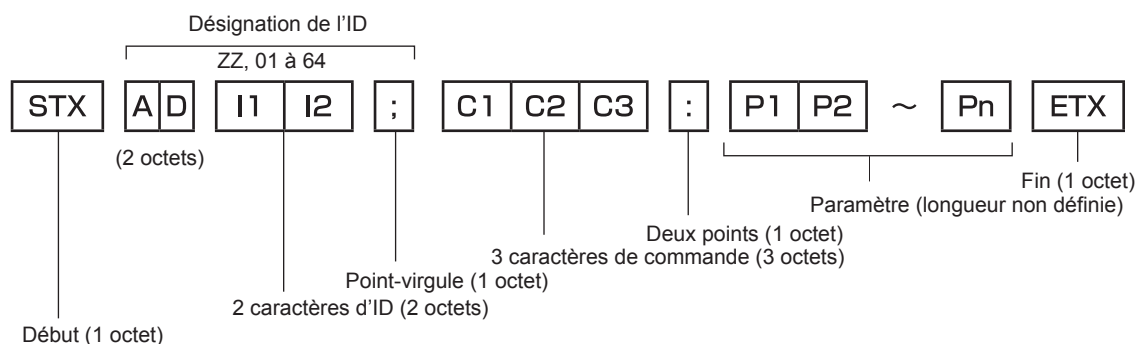 Désignation de l’ID
ZZ, 01 à 64
STX AD I1 I2 ; C1 C2 C3 : P1 P2 ～ Pn ETX
(2 octets)
Fin (1 octet)
Paramètre (longueur non définie)
Deux points (1 octet)
3 caractères de commande (3 octets)
Point-virgule (1 octet)
2 caractères d’ID (2 octets)
Début (1 octet)